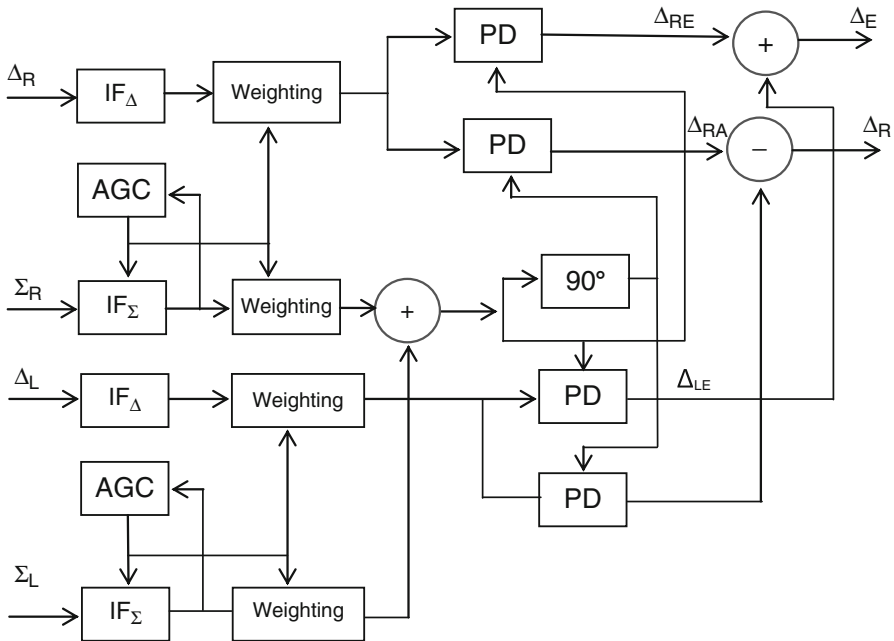 Δ_RE
Δ_E
PD
+
Δ_R
IF_Δ
Weighting
Δ_RA
Δ_R
PD
−
AGC
Σ_R
IF_Σ
Weighting
+
90°
Δ_L
IF_Δ
Weighting
PD
Δ_LE
AGC
PD
Σ_L
IF_Σ
Weighting